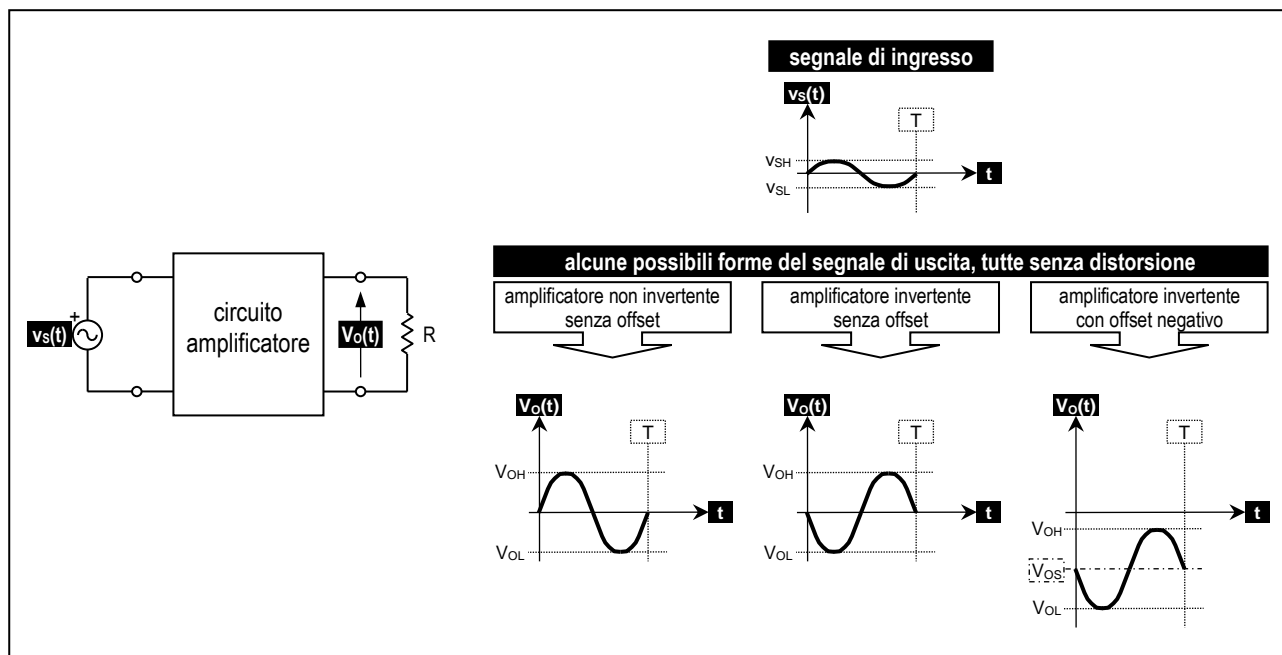 segnale di ingresso
vS(t)
T
vSH
t
vSL
alcune possibili forme del segnale di uscita, tutte senza distorsione
amplificatore non invertente
senza offset
amplificatore invertente
senza offset
amplificatore invertente
con offset negativo
+
vS(t)
circuito
amplificatore
VO(t)
R
VO(t)
T
VOH
t
VOL
VO(t)
T
VOH
t
VOL
VO(t)
T
t
VOH
VOS
VOL